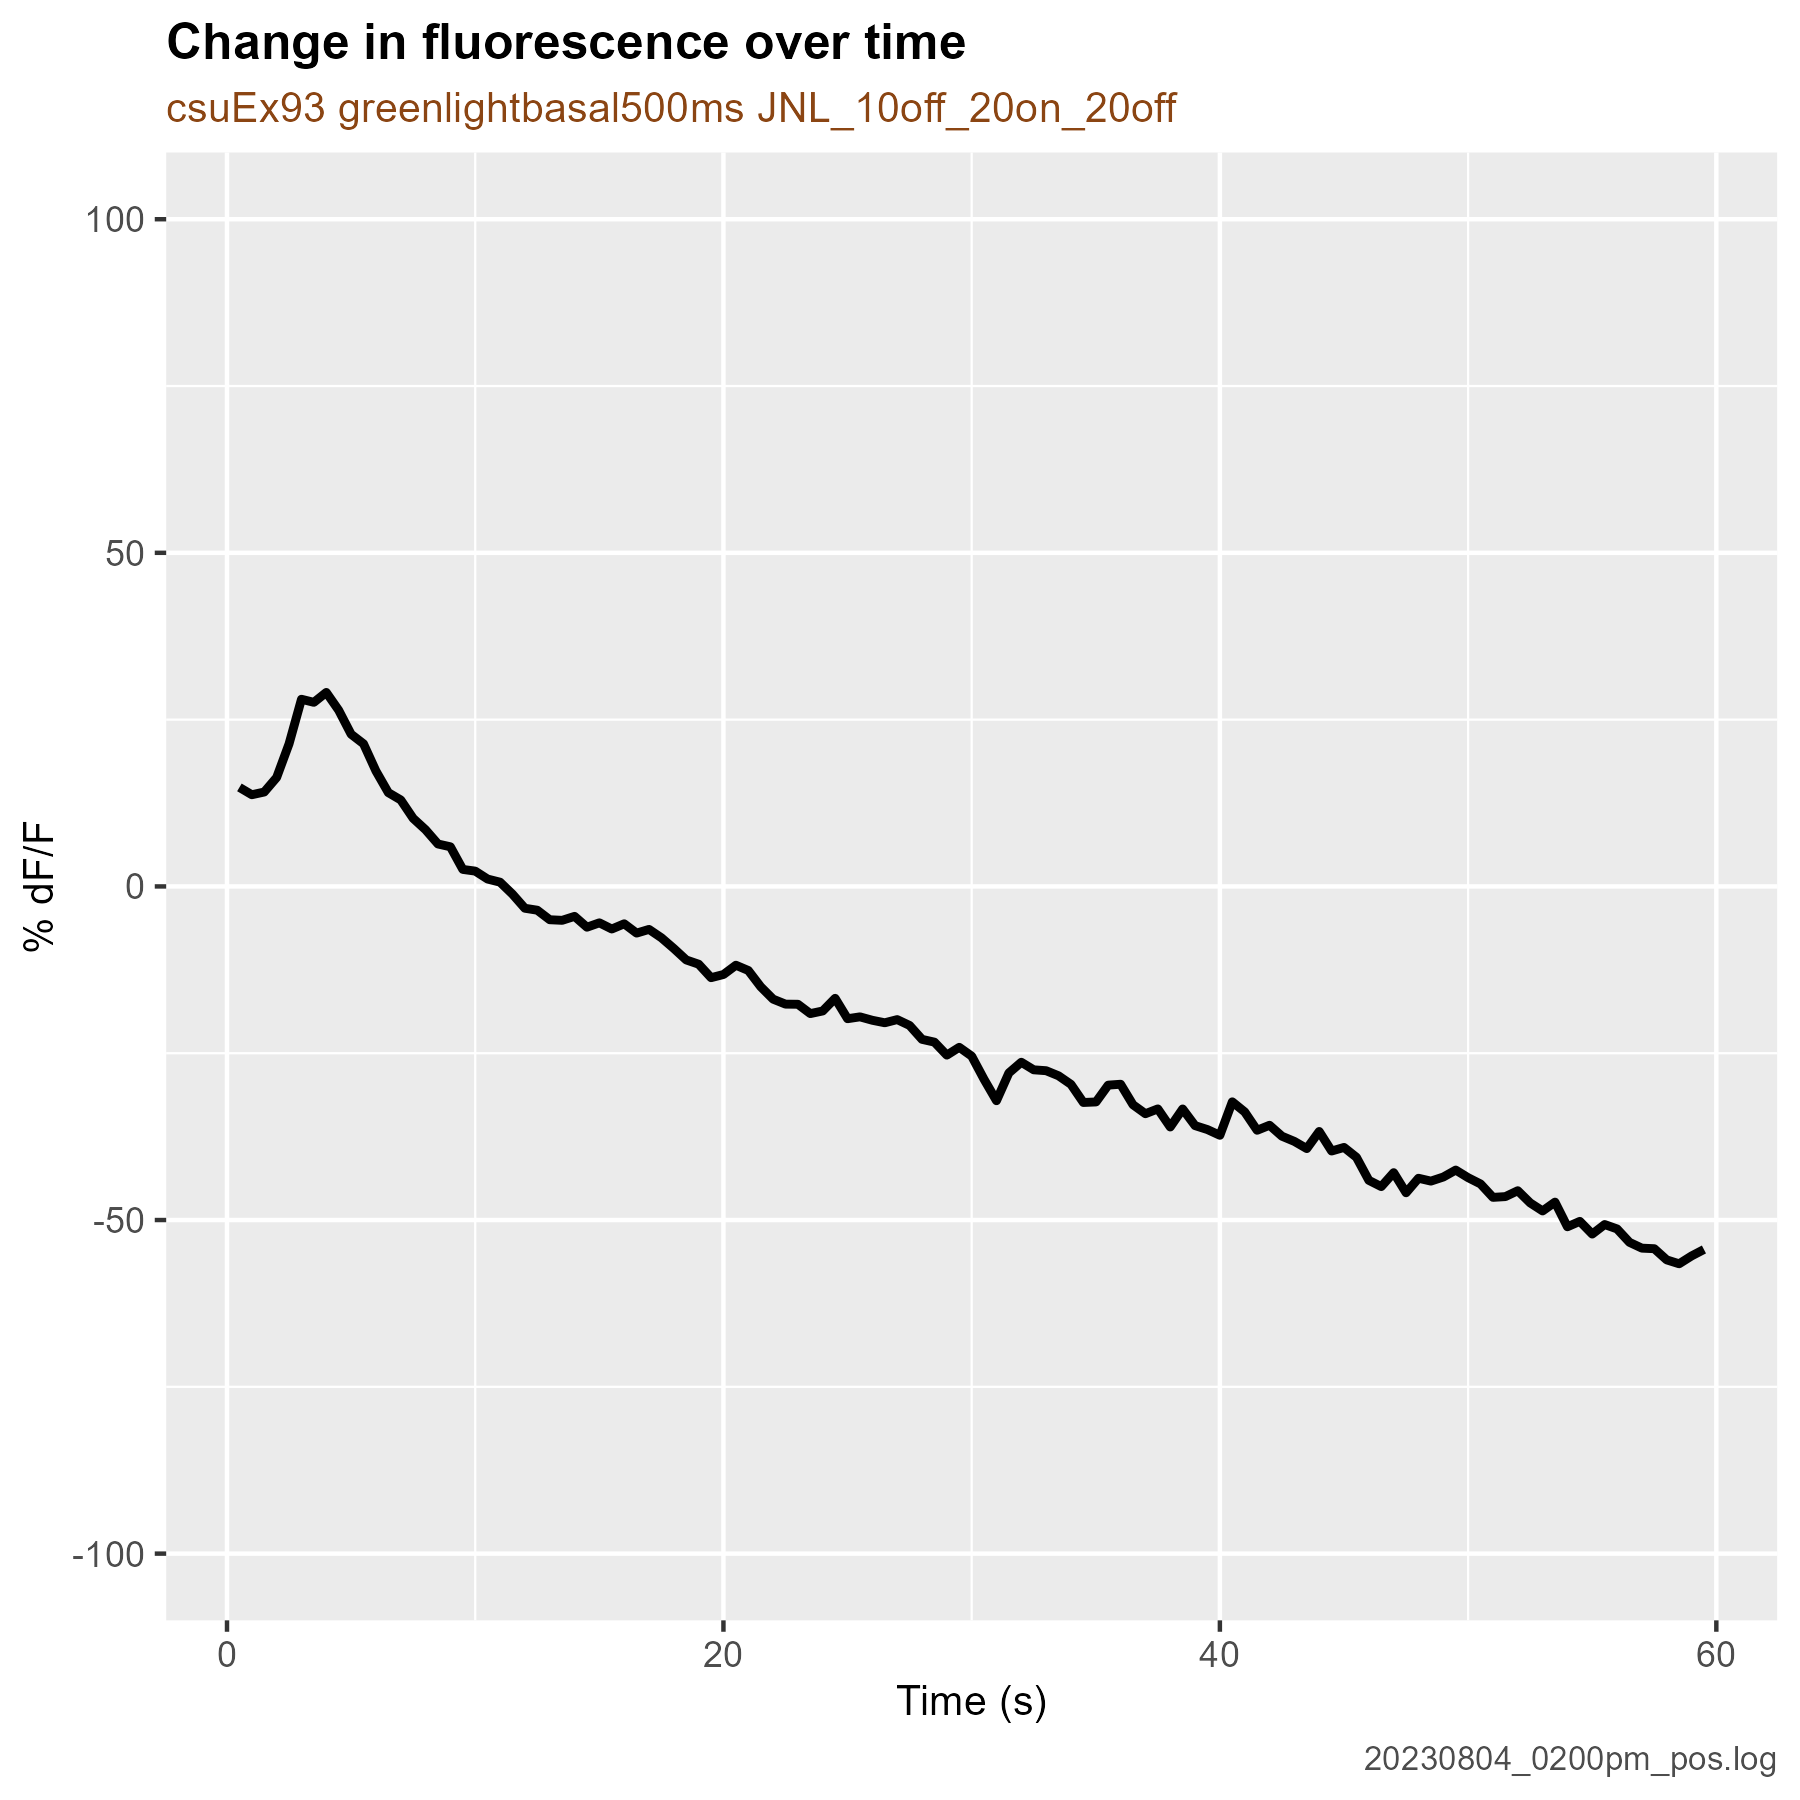 Change in fluorescence over time
csuEx93 greenlightbasal500ms JNL_10off_20on_20off
100
50
0
-50
-100
% dF/F
0 20 40 60
Time (s)
20230804_0200pm_pos.log